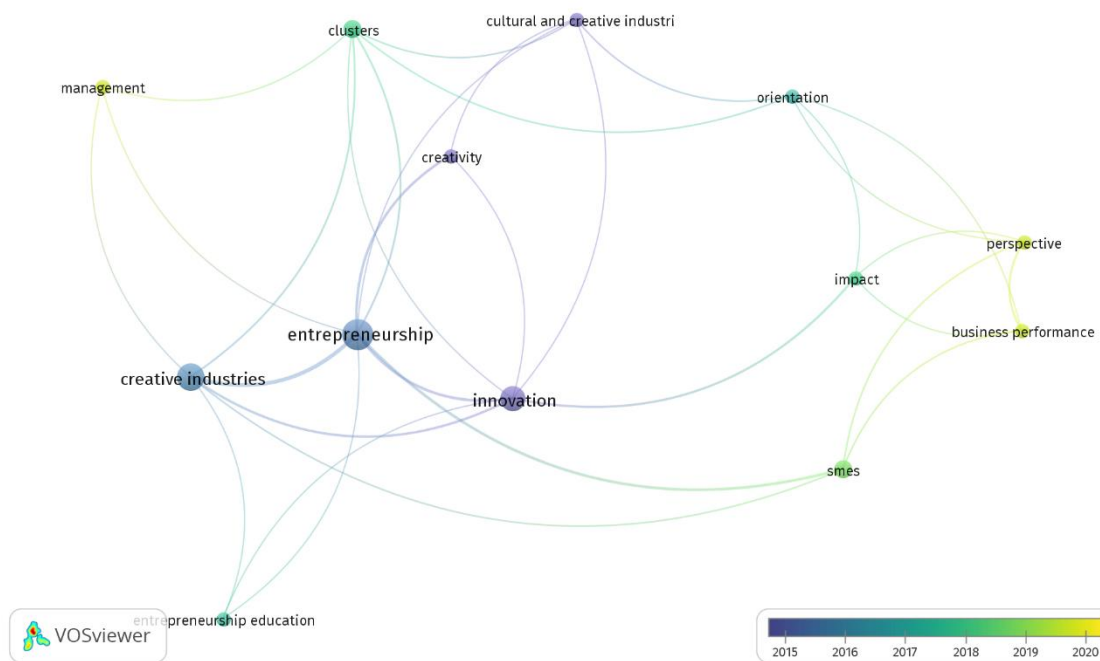 cultural and creative industri
clusters
management
orientation
creativity
perspective
impact
business performance
entrepreneurship
creative industries
innovation
smes
entrepreneurship education
VOSviewer
2015 2016 2017 2018 2019 2020